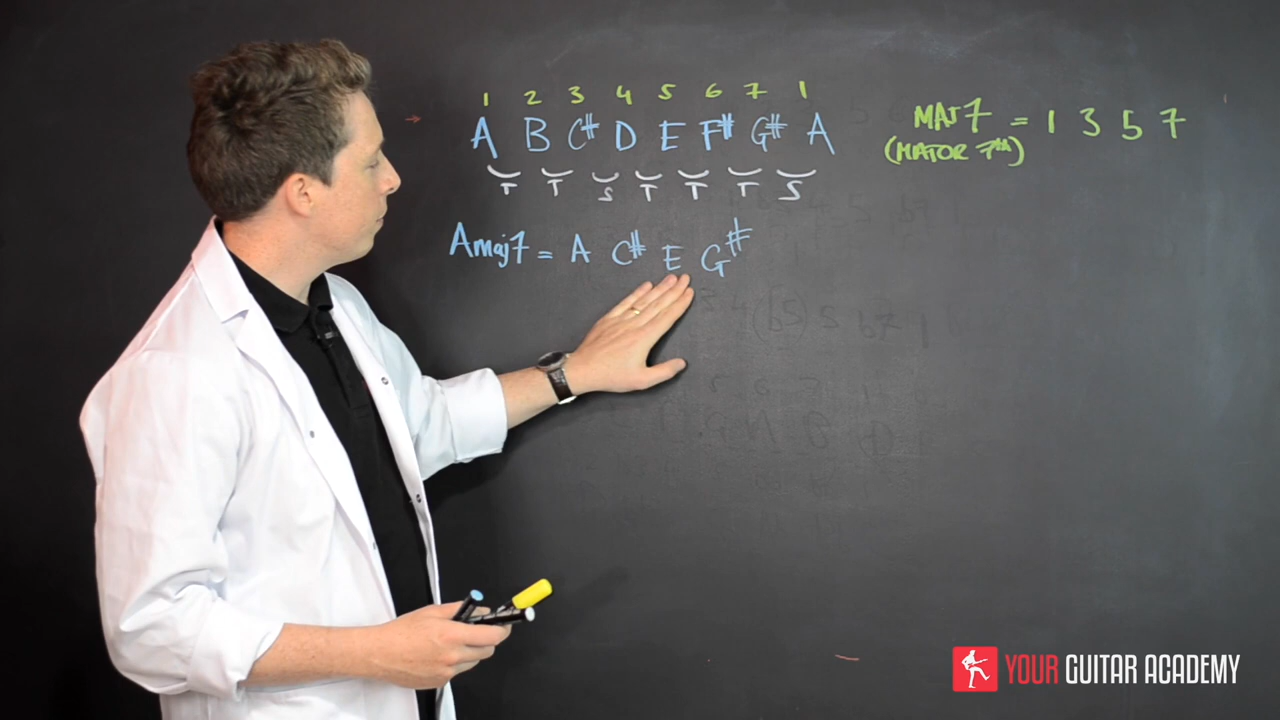 1 2 3 4 5 6 7 1
A B C# D E F# G# A
T T S T T T S
Amaj7 = A C# E G#
MAJ7 = 1 3 5 7
(MAJOR 7th)
YOUR GUITAR ACADEMY